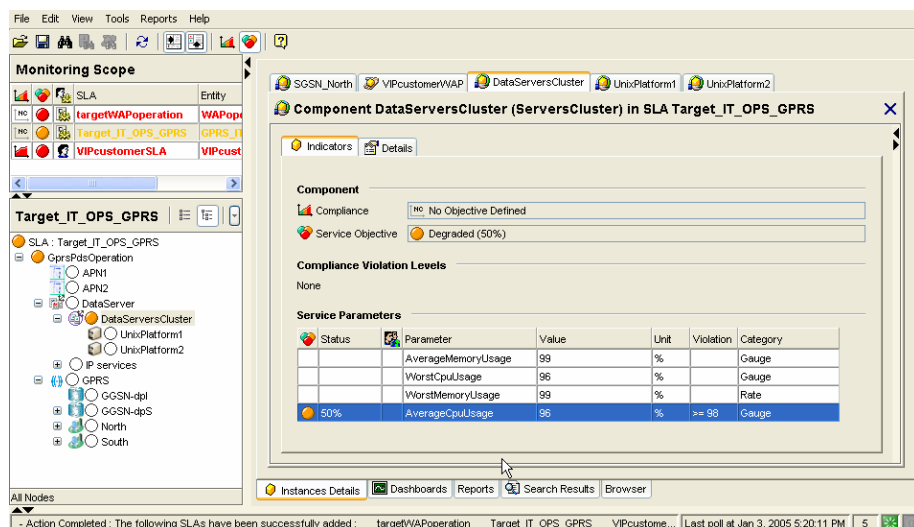 File Edit View Tools Reports Help
Monitoring Scope
SLA Entity
NC targetWAPoperation WAPope
NC Target_IT_OPS_GPRS GPRS_I
VIPcustomerSLA VIPcust
Target_IT_OPS_GPRS
SLA : Target_IT_OPS_GPRS
GprsPdsOperation
APN1
APN2
DataServer
DataServersCluster
UnixPlatform1
UnixPlatform2
IP services
GPRS
GGSN-dpI
GGSN-dpS
North
South
All Nodes
SGSN_North VIPcustomerWAP DataServersCluster UnixPlatform1 UnixPlatform2
Component DataServersCluster (ServersCluster) in SLA Target_IT_OPS_GPRS
Indicators Details
Component
Compliance NC No Objective Defined
Service Objective Degraded (50%)
Compliance Violation Levels
None
Service Parameters
Status Parameter Value Unit Violation Category
AverageMemoryUsage 99 % Gauge
WorstCpuUsage 96 % Gauge
WorstMemoryUsage 99 % Rate
50% AverageCpuUsage 96 % >= 98 Gauge
Instances Details Dashboards Reports Search Results Browser
- Action Completed : The following SLAs have been successfully added : targetWAPoperation Target_IT_OPS_GPRS VIPcustome... Last poll at Jan 3, 2005 5:20:11 PM 5